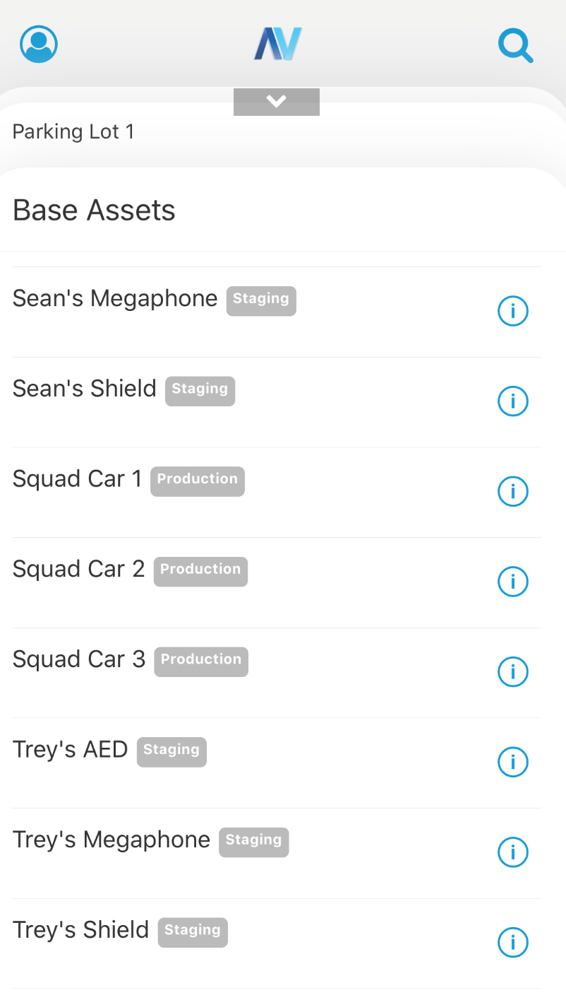 AV
Parking Lot 1
Base Assets
Sean's Megaphone Staging
Sean's Shield Staging
Squad Car 1 Production
Squad Car 2 Production
Squad Car 3 Production
Trey's AED Staging
Trey's Megaphone Staging
Trey's Shield Staging